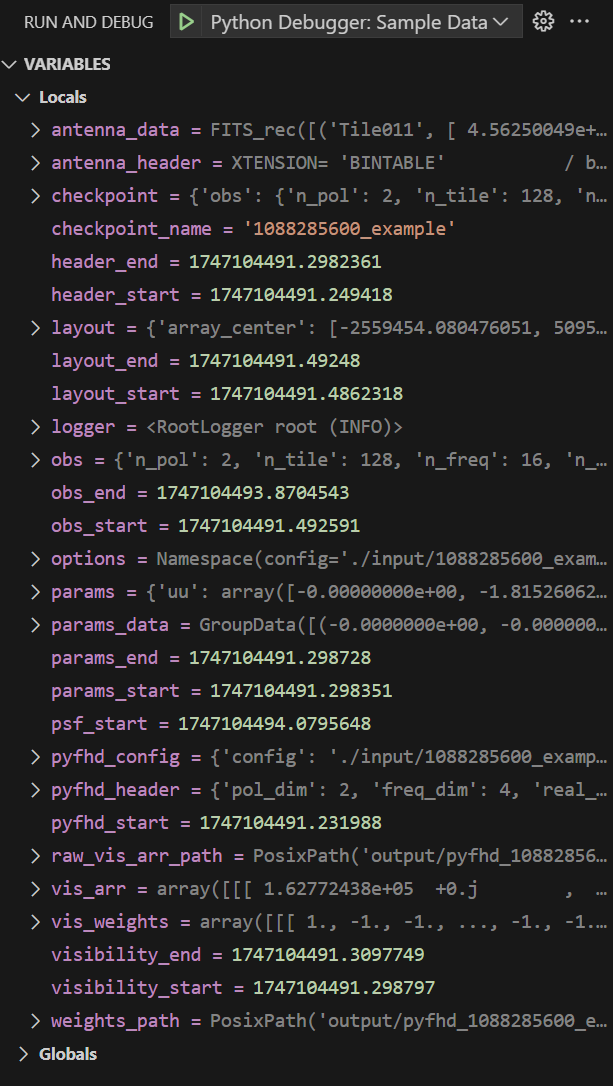 RUN AND DEBUG Python Debugger: Sample Data ...
VARIABLES
Locals
antenna_data = FITS_rec([('Tile011', [ 4.56250049e+…
antenna_header = XTENSION= 'BINTABLE' / b…
checkpoint = {'obs': {'n_pol': 2, 'n_tile': 128, 'n…
checkpoint_name = '1088285600_example'
header_end = 1747104491.2982361
header_start = 1747104491.249418
layout = {'array_center': [-2559454.080476051, 5095…
layout_end = 1747104491.49248
layout_start = 1747104491.4862318
logger = <RootLogger root (INFO)>
obs = {'n_pol': 2, 'n_tile': 128, 'n_freq': 16, 'n_…
obs_end = 1747104493.8704543
obs_start = 1747104491.492591
options = Namespace(config='./input/1088285600_exam…
params = {'uu': array([-0.00000000e+00, -1.81526062…
params_data = GroupData([(-0.0000000e+00, -0.000000…
params_end = 1747104491.298728
params_start = 1747104491.298351
psf_start = 1747104494.0795648
pyfhd_config = {'config': './input/1088285600_examp…
pyfhd_header = {'pol_dim': 2, 'freq_dim': 4, 'real_…
pyfhd_start = 1747104491.231988
raw_vis_arr_path = PosixPath('output/pyfhd_10882856…
vis_arr = array([[[ 1.62772438e+05 +0.j , …
vis_weights = array([[[ 1., -1., -1., ..., -1., -1.…
visibility_end = 1747104491.3097749
visibility_start = 1747104491.298797
weights_path = PosixPath('output/pyfhd_1088285600_e…
Globals